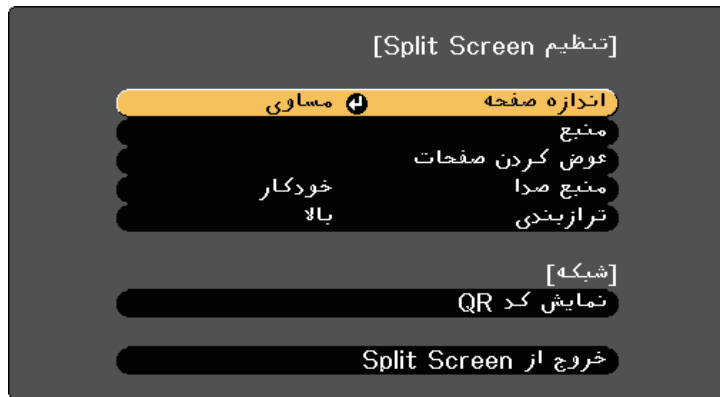 [تنظیم Split Screen]
اندازه صفحه مساوی
منبع
عوض کردن صفحات
منبع صدا خودکار
ترازبندی بالا
[شبکه]
نمایش کد QR
خروج از Split Screen